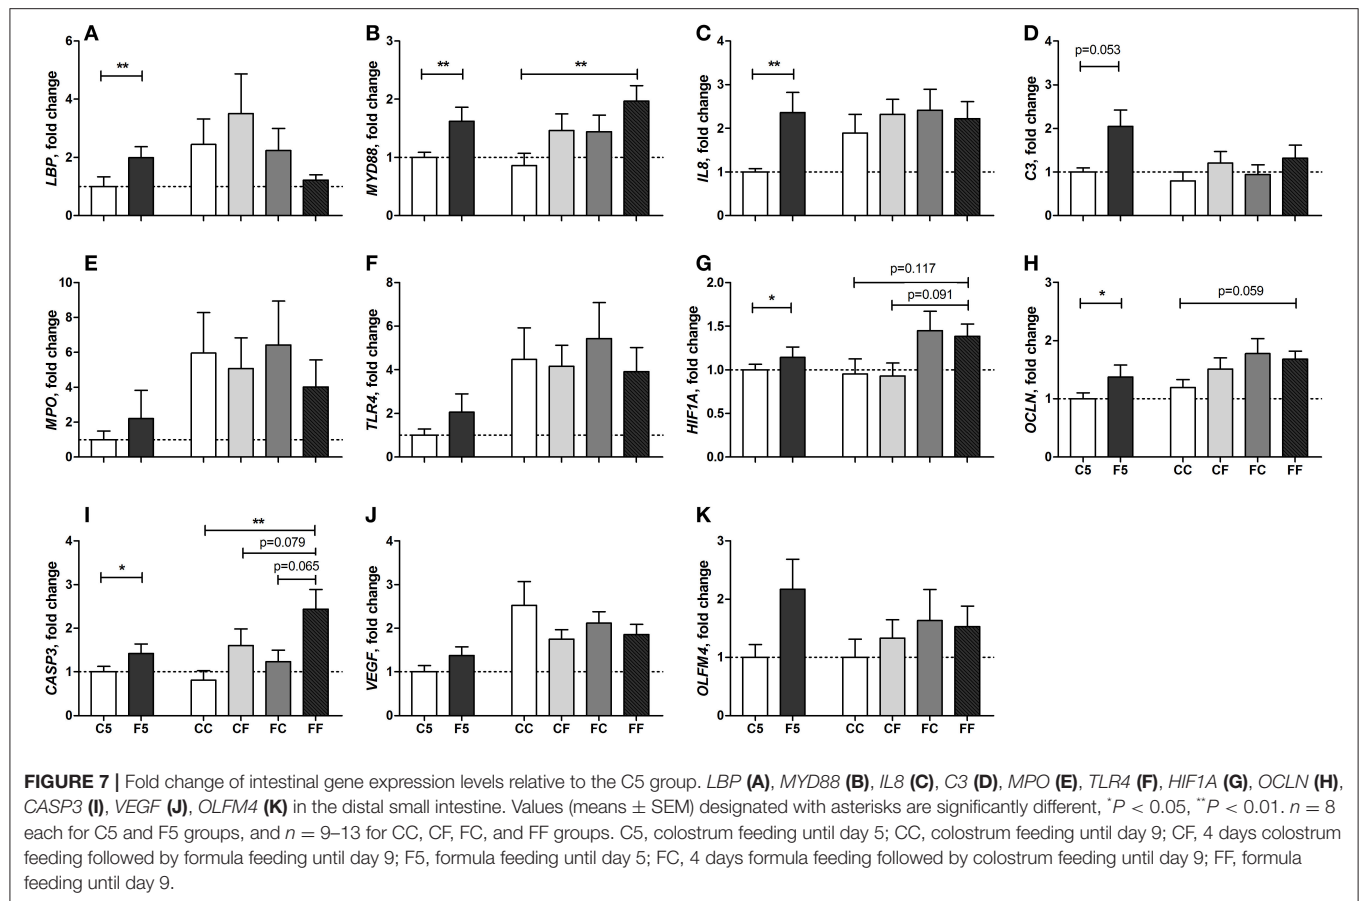 A
LBP, fold change
6
4
2
0
**
B
MYD88, fold change
3
2
1
0
**
**
C
IL8, fold change
4
3
2
1
0
**
D
C3, fold change
4
3
2
1
0
p=0.053
E
MPO, fold change
10
8
6
4
2
0
F
TLR4, fold change
8
6
4
2
0
G
HIF1A, fold change
2.0
1.5
1.0
0.5
0.0
*
p=0.117
p=0.091
H
OCLN, fold change
3
2
1
0
*
p=0.059
C5 F5 CC CF FC FF
I
CASP3, fold change
4
3
2
1
0
*
**
p=0.079
p=0.065
C5 F5 CC CF FC FF
J
VEGF, fold change
4
3
2
1
0
C5 F5 CC CF FC FF
K
OLFM4, fold change
3
2
1
0
C5 F5 CC CF FC FF
FIGURE 7 | Fold change of intestinal gene expression levels relative to the C5 group. LBP (A), MYD88 (B), IL8 (C), C3 (D), MPO (E), TLR4 (F), HIF1A (G), OCLN (H),
CASP3 (I), VEGF (J), OLFM4 (K) in the distal small intestine. Values (means ± SEM) designated with asterisks are significantly different, *P < 0.05, **P < 0.01. n = 8
each for C5 and F5 groups, and n = 9–13 for CC, CF, FC, and FF groups. C5, colostrum feeding until day 5; CC, colostrum feeding until day 9; CF, 4 days colostrum
feeding followed by formula feeding until day 9; F5, formula feeding until day 5; FC, 4 days formula feeding followed by colostrum feeding until day 9; FF, formula
feeding until day 9.